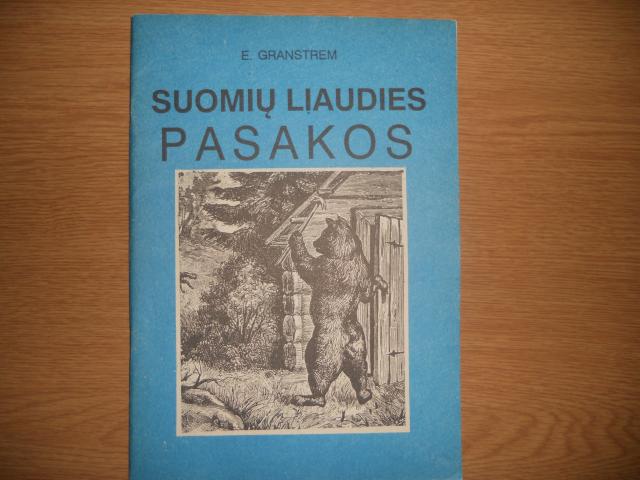 E. GRANSTREM
SUOMIŲ LIAUDIES
PASAKOS